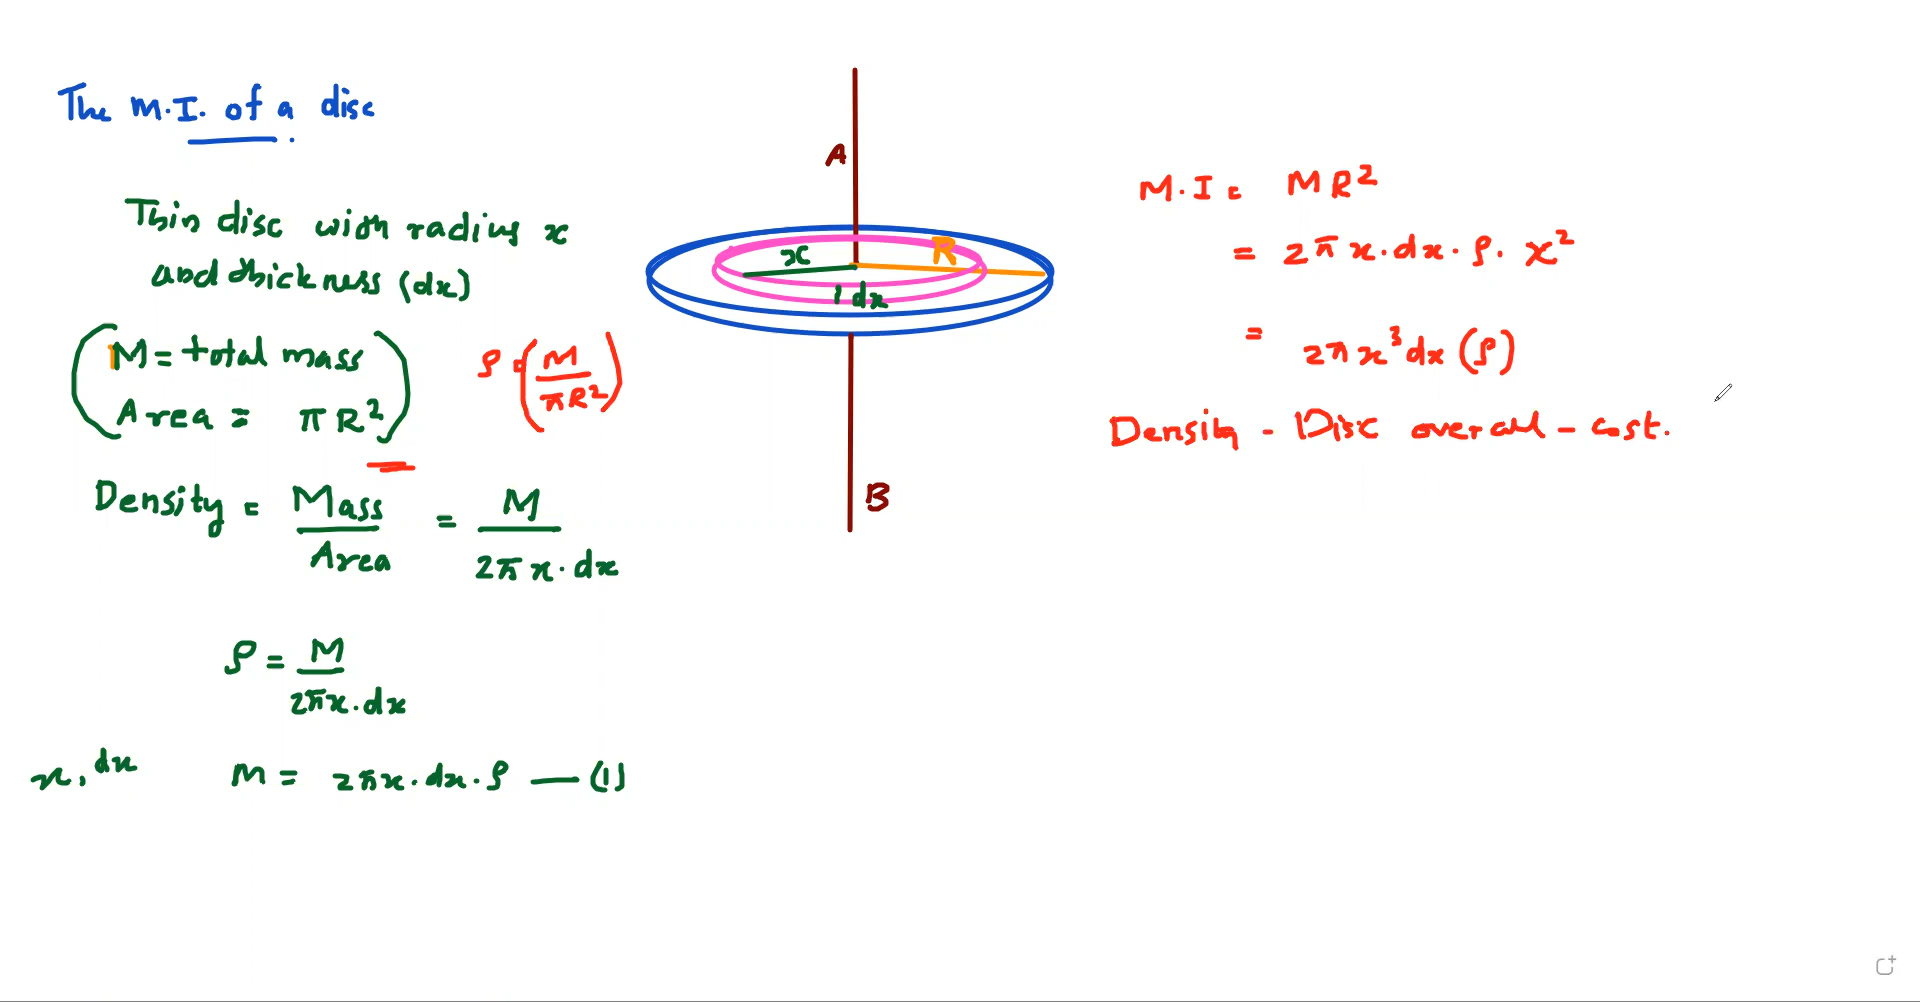 The M.I. of a disc
Thin disc with radius x
and thickness (dx)
M = total mass
Area = πR²
ρ = (M / πR²)
Density = Mass / Area = M / 2πx·dx
ρ = M / 2πx·dx
x, dx
M = 2πx·dx·ρ — (1)
A
x
R
dx
B
M.I = MR²
= 2πx·dx·ρ·x²
= 2πx³dx(ρ)
Density - Disc overall - cost.